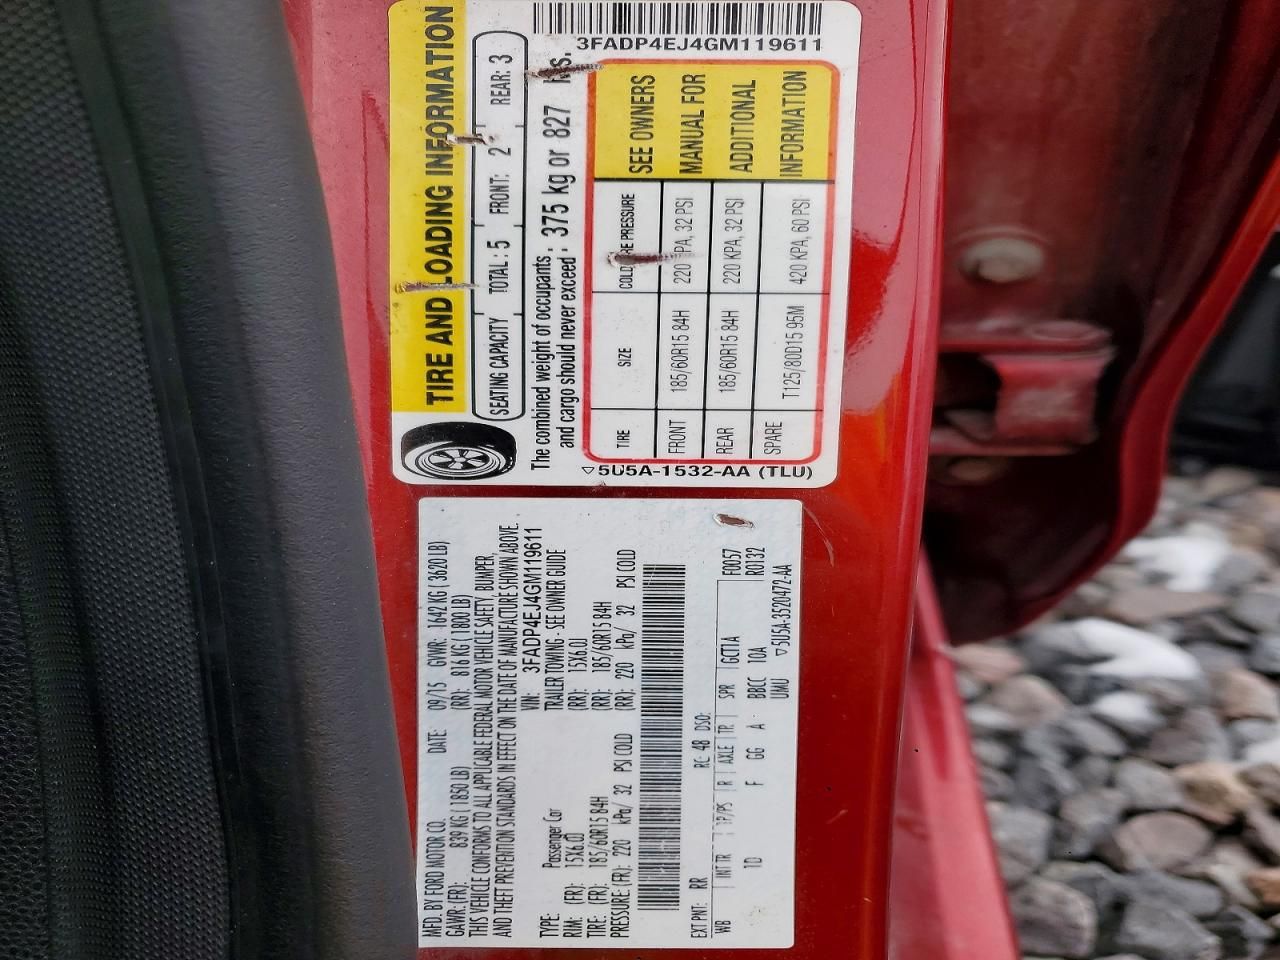 3FADP4EJ4GM119611
TIRE AND LOADING INFORMATION
SEATING CAPACITY TOTAL: 5 FRONT: 2 REAR: 3
The combined weight of occupants
and cargo should never exceed: 375 kg or 827
TIRE SIZE PRESSURE SEE OWNERS
FRONT 185/60R15 84H 220 PA, 32 PSI MANUAL FOR
REAR 185/60R15 84H 220 KPA, 32 PSI ADDITIONAL
SPARE T125/80D15 95M 420 KPA, 60 PSI INFORMATION
▽5U5A-1532-AA (TLU)
MFD. BY FORD MOTOR CO. DATE: 09/15 GVWR: 1642 KG ( 3620 LB)
GAWR: (FR): 839 KG ( 1850 LB) (RR): 816 KG ( 1800 LB)
THIS VEHICLE CONFORMS TO ALL APPLICABLE FEDERAL MOTOR VEHICLE SAFETY, BUMPER,
AND THEFT PREVENTION STANDARDS IN EFFECT ON THE DATE OF MANUFACTURE SHOWN ABOVE.
VIN: 3FADP4EJ4GM119611
TYPE: Passenger Car TRAILER TOWING - SEE OWNER GUIDE
RIM: (FR): 15X6.0J (RR): 15X6.0J
TIRE: (FR): 185/60R15 84H (RR): 185/60R15 84H
PRESSURE (FR): 220 kPa/ 32 PSI COLD (RR): 220 kPa/ 32 PSI COLD
EXT PNT: RR RC: 48 DSO: F0057
WB INT TR TP/PS R AXLE TR SPR GCT1A R0132
1D F GG A BBCC 10A
UMU ▽5U5A-3520472-AA